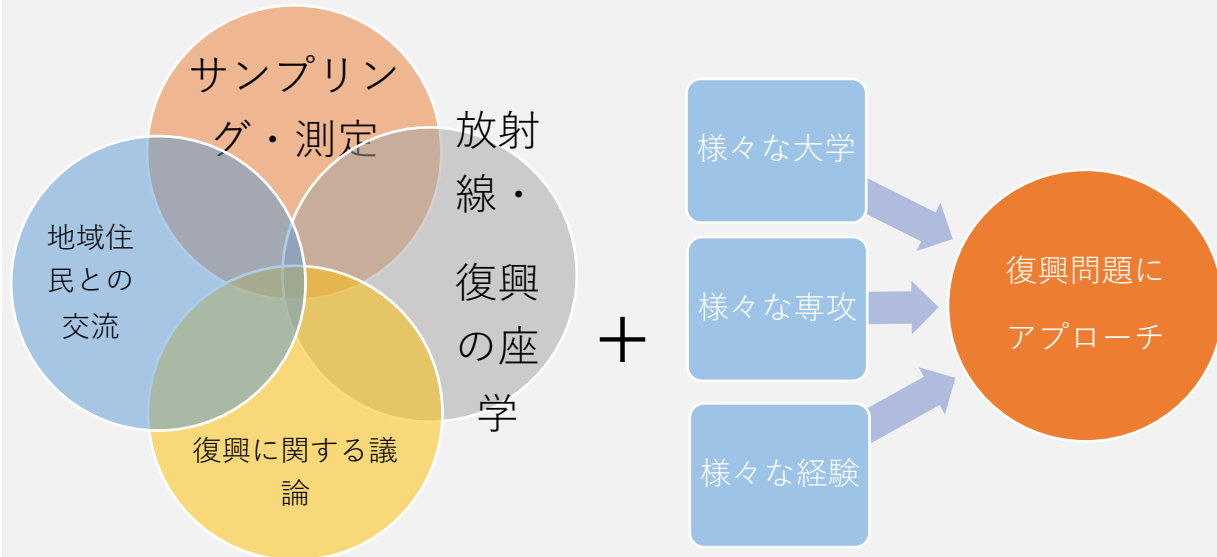 サンプリン
グ・測定
放射
線・
復興
の座
学
地域住
民との
交流
復興に関する議
論
+
様々な大学
様々な専攻
様々な経験
復興問題に
アプローチ